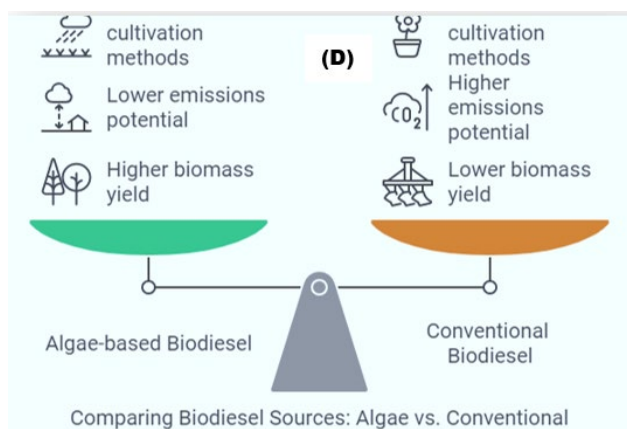 cultivation
methods
Lower emissions
potential
Higher biomass
yield
(D)
cultivation
methods
Higher
emissions
potential
CO₂
Lower biomass
yield
Algae-based Biodiesel
Conventional
Biodiesel
Comparing Biodiesel Sources: Algae vs. Conventional